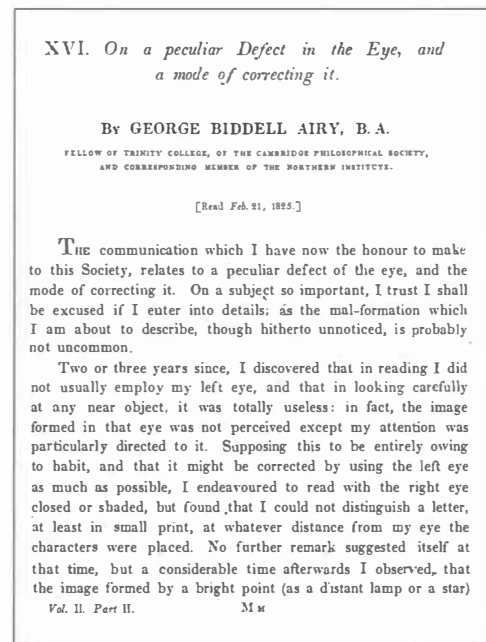 XVI. On a peculiar Defect in the Eye, and
a mode of correcting it.
By GEORGE BIDDELL AIRY, B. A.
FELLOW OF TRINITY COLLEGE, OF THE CAMBRIDGE PHILOSOPHICAL SOCIETY,
AND CORRESPONDING MEMBER OF THE NORTHERN INSTITUTE.
[Read Feb. 21, 1825.]
THE communication which I have now the honour to make
to this Society, relates to a peculiar defect of the eye, and the
mode of correcting it. On a subject so important, I trust I shall
be excused if I enter into details; as the mal-formation which
I am about to describe, though hitherto unnoticed, is probably
not uncommon.
Two or three years since, I discovered that in reading I did
not usually employ my left eye, and that in looking carefully
at any near object, it was totally useless: in fact, the image
formed in that eye was not perceived except my attention was
particularly directed to it. Supposing this to be entirely owing
to habit, and that it might be corrected by using the left eye
as much as possible, I endeavoured to read with the right eye
closed or shaded, but found that I could not distinguish a letter,
at least in small print, at whatever distance from my eye the
characters were placed. No further remark suggested itself at
that time, but a considerable time afterwards I observed, that
the image formed by a bright point (as a distant lamp or a star)
Vol. II. Part II. M M